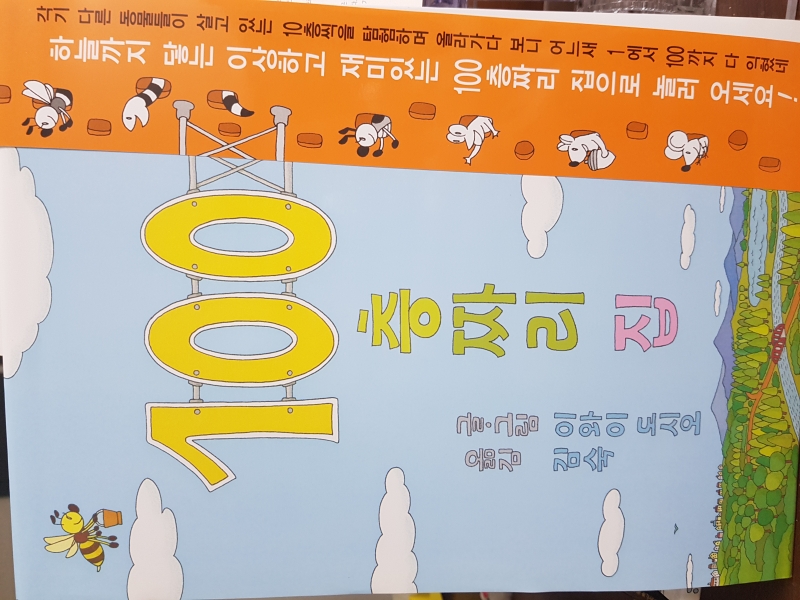 각기 다른 동물들이 살고 있는 10층씩을 탐험하며 올라가다 보니 어느새 1에서 100까지 다 익혔네
하늘까지 닿는 이상하고 재미있는 100층짜리 집으로 놀러 오세요!
100
층짜리 집
글·그림 이와이 도시오
옮김 김숙